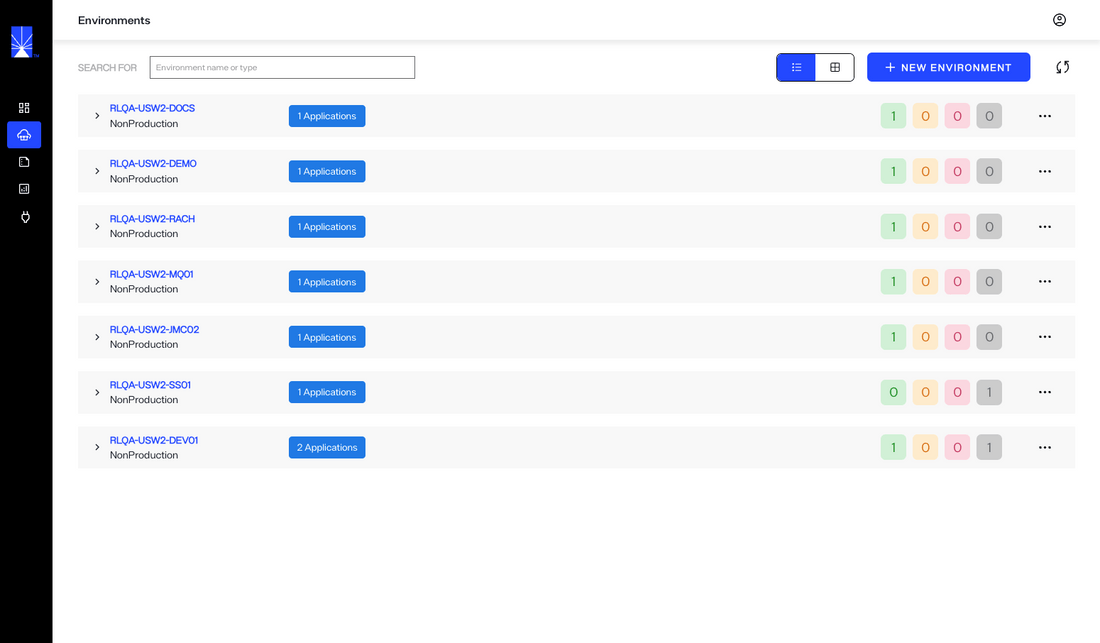 Environments
SEARCH FOR
Environment name or type
NEW ENVIRONMENT
RLQA-USW2-DOCS
NonProduction
1 Applications
1 0 0 0
RLQA-USW2-DEMO
NonProduction
1 Applications
1 0 0 0
RLQA-USW2-RACH
NonProduction
1 Applications
1 0 0 0
RLQA-USW2-MQ01
NonProduction
1 Applications
1 0 0 0
RLQA-USW2-JMC02
NonProduction
1 Applications
1 0 0 0
RLQA-USW2-SS01
NonProduction
1 Applications
0 0 0 1
RLQA-USW2-DEV01
NonProduction
2 Applications
1 0 0 1